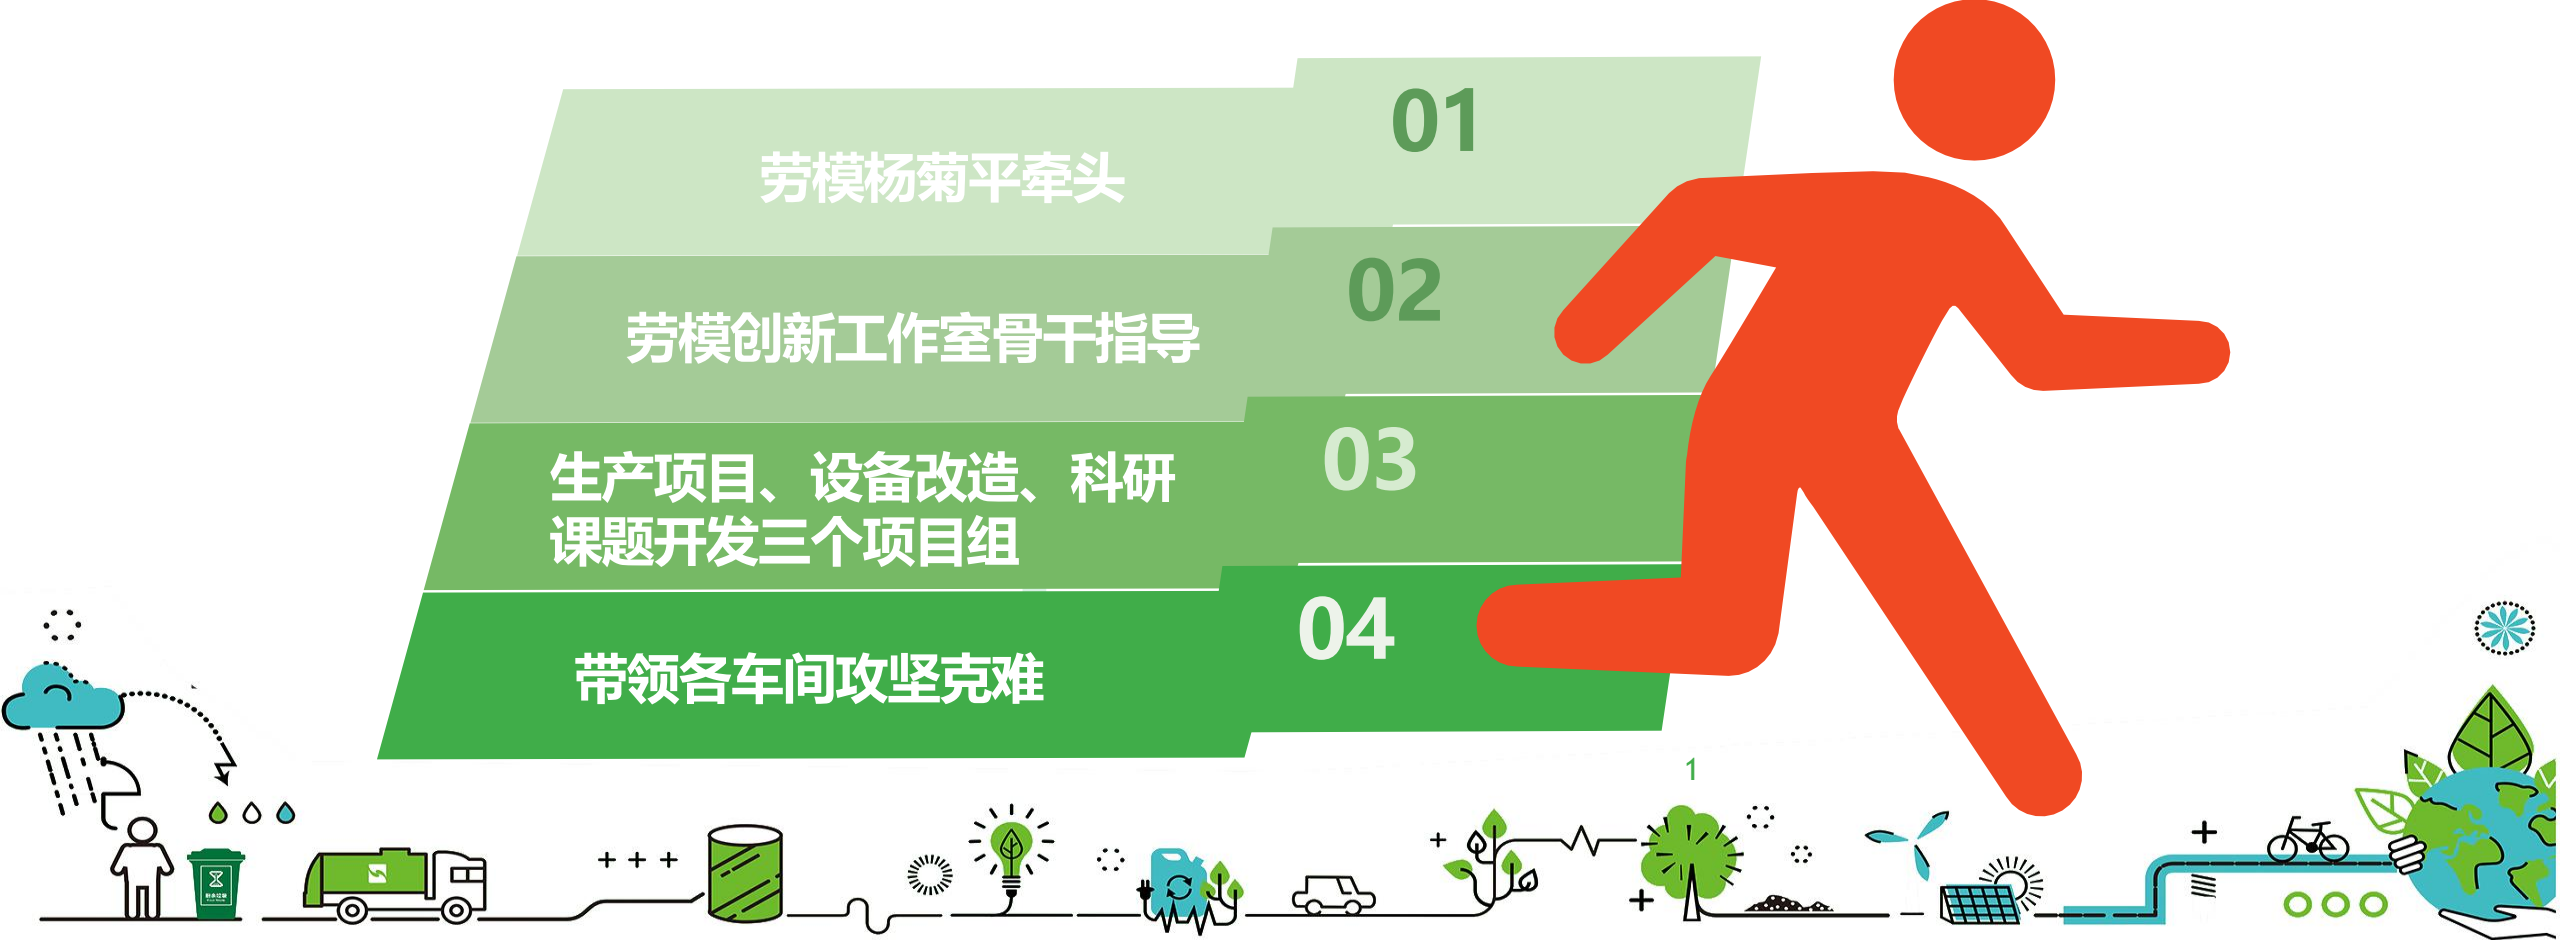 01
劳模杨菊平牵头
02
劳模创新工作室骨干指导
03
生产项目、设备改造、科研
课题开发三个项目组
04
带领各车间攻坚克难
1